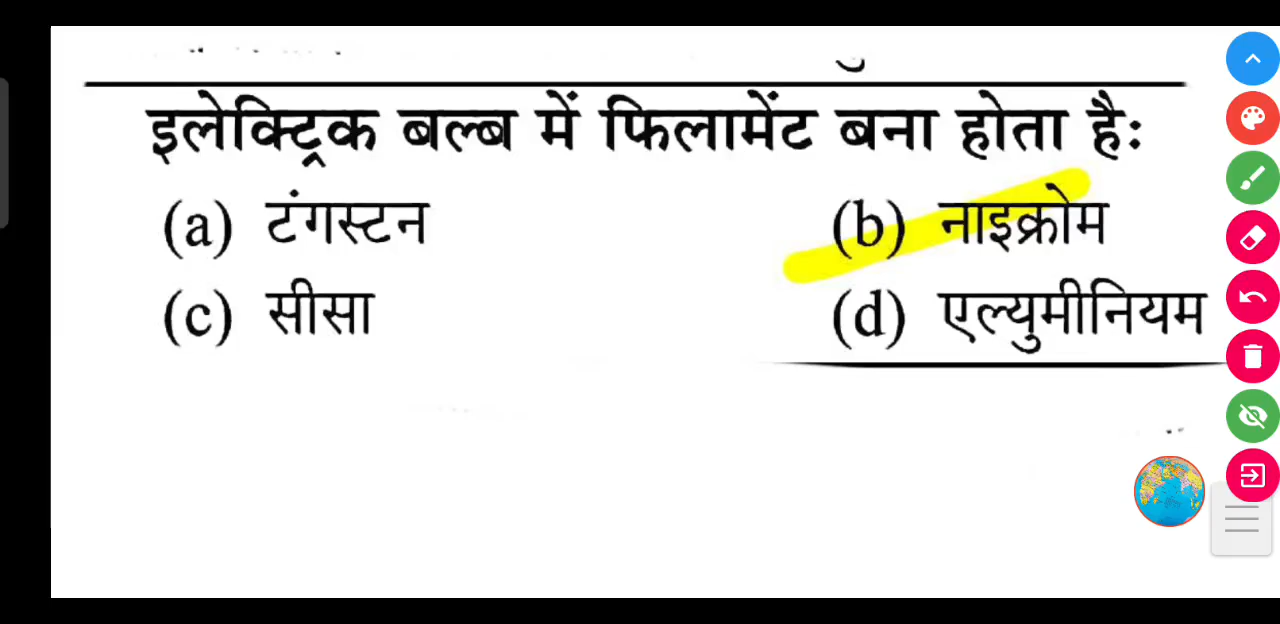 इलेक्ट्रिक बल्ब में फिलामेंट बना होता है:
(a) टंगस्टन (b) नाइक्रोम
(c) सीसा (d) एल्युमीनियम